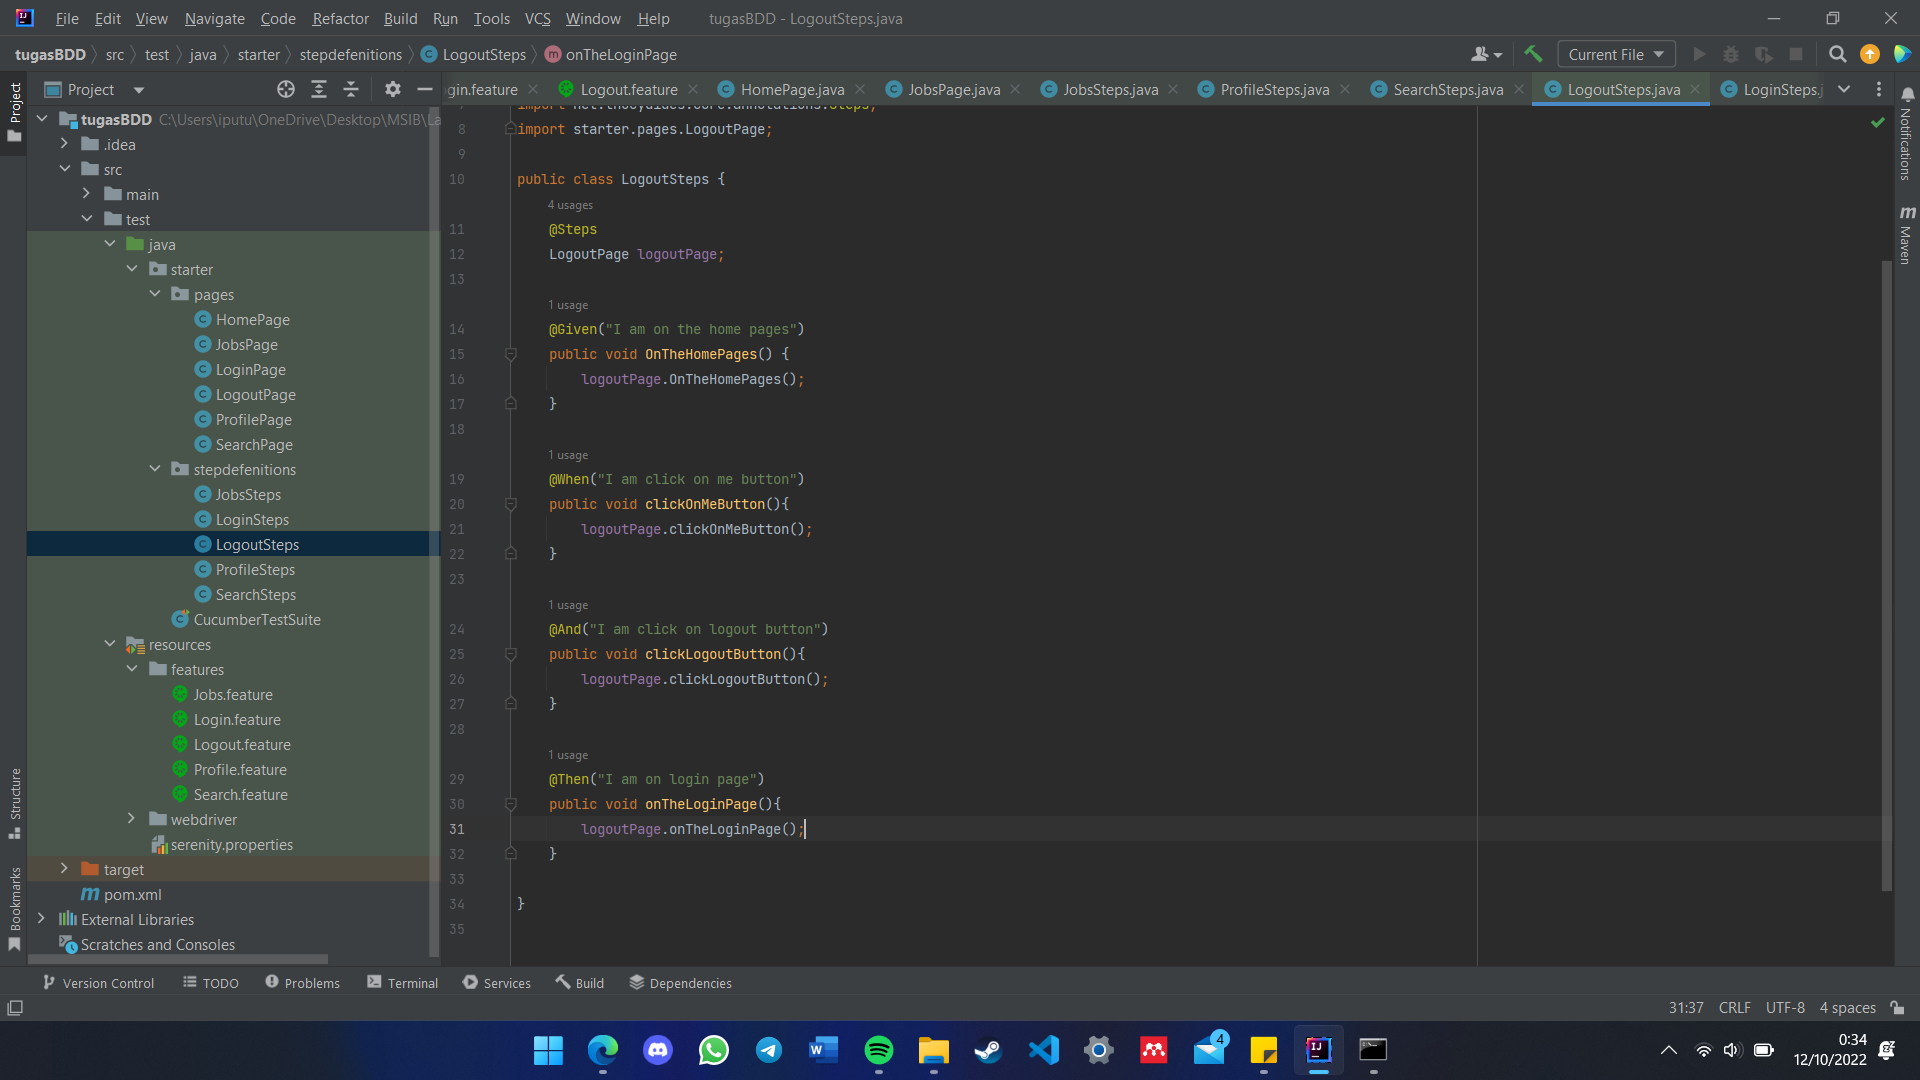 File Edit View Navigate Code Refactor Build Run Tools VCS Window Help tugasBDD - LogoutSteps.java
tugasBDD src test java starter stepdefenitions LogoutSteps onTheLoginPage Current File
Project gin.feature Logout.feature HomePage.java JobsPage.java JobsSteps.java ProfileSteps.java SearchSteps.java LogoutSteps.java LoginSteps.j
Project
Structure
Bookmarks
tugasBDD C:\Users\iputu\OneDrive\Desktop\MSIB\La
.idea
src
main
test
java
starter
pages
HomePage
JobsPage
LoginPage
LogoutPage
ProfilePage
SearchPage
stepdefenitions
JobsSteps
LoginSteps
LogoutSteps
ProfileSteps
SearchSteps
CucumberTestSuite
resources
features
Jobs.feature
Login.feature
Logout.feature
Profile.feature
Search.feature
webdriver
serenity.properties
target
pom.xml
External Libraries
Scratches and Consoles
7 import net.thucydides.core.annotations.Steps;
8 import starter.pages.LogoutPage;
9
10 public class LogoutSteps {
4 usages
11 @Steps
12 LogoutPage logoutPage;
13
1 usage
14 @Given("I am on the home pages")
15 public void OnTheHomePages() {
16 logoutPage.OnTheHomePages();
17 }
18
1 usage
19 @When("I am click on me button")
20 public void clickOnMeButton(){
21 logoutPage.clickOnMeButton();
22 }
23
1 usage
24 @And("I am click on logout button")
25 public void clickLogoutButton(){
26 logoutPage.clickLogoutButton();
27 }
28
1 usage
29 @Then("I am on login page")
30 public void onTheLoginPage(){
31 logoutPage.onTheLoginPage();
32 }
33
34 }
35
Notifications
m Maven
Version Control TODO Problems Terminal Services Build Dependencies
31:37 CRLF UTF-8 4 spaces
4
0:34
12/10/2022